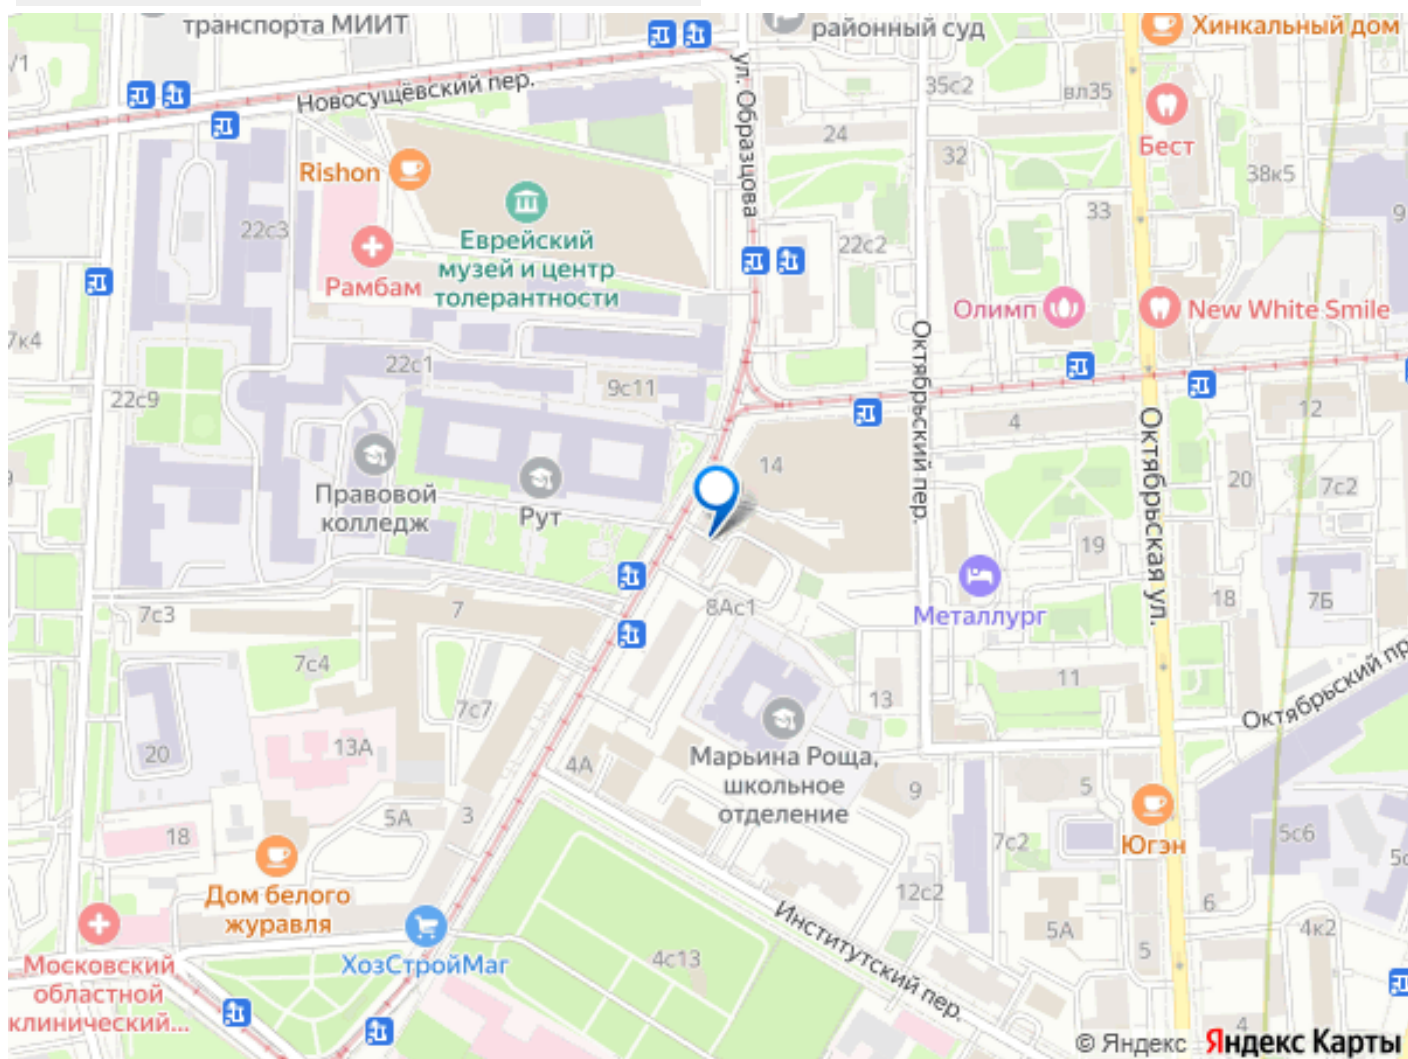 транспорта МИИТ
районный суд
Хинкальный дом
/1
Новосущёвский пер.
ул. Образцова
35с2
вл35
Бест
24
32
38к5
Rishon
Еврейский
музей и центр
толерантности
22с3
Рамбам
33
9
22с2
Олимп
New White Smile
7к4
Октябрьский пер.
22с1
9с11
22с9
4
12
Октябрьская ул.
14
Правовой
колледж
Рут
20
7с2
19
Металлург
18
7Б
7с3
7
8Ас1
7с4
11
Октябрьский пр
13
7с7
20
13А
4А
Марьина Роща,
школьное
отделение
9
5
Югэн
5А
3
18
5с6
7с2
5с
Дом белого
журавля
12с2
6
5А
4к2
Институтский пер.
5
ХозСтройМаг
4с13
Московский
областной
клинический...
4
© Яндекс Яндекс Карты